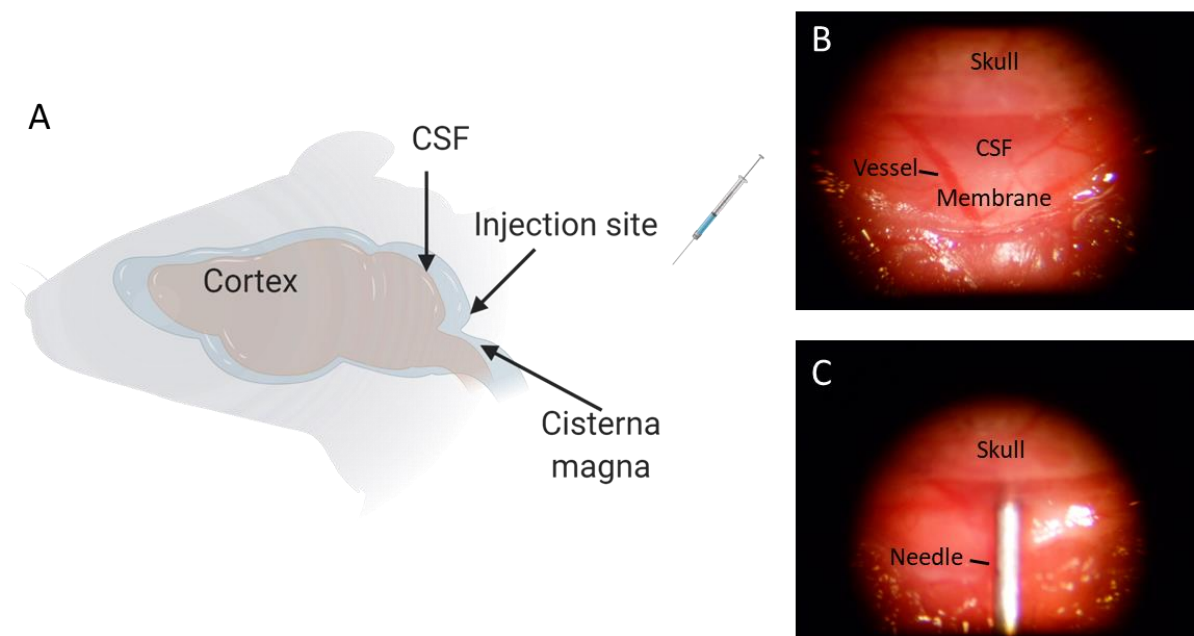 A
CSF
Injection site
Cortex
Cisterna
magna
B
Skull
CSF
Vessel
Membrane
C
Skull
Needle